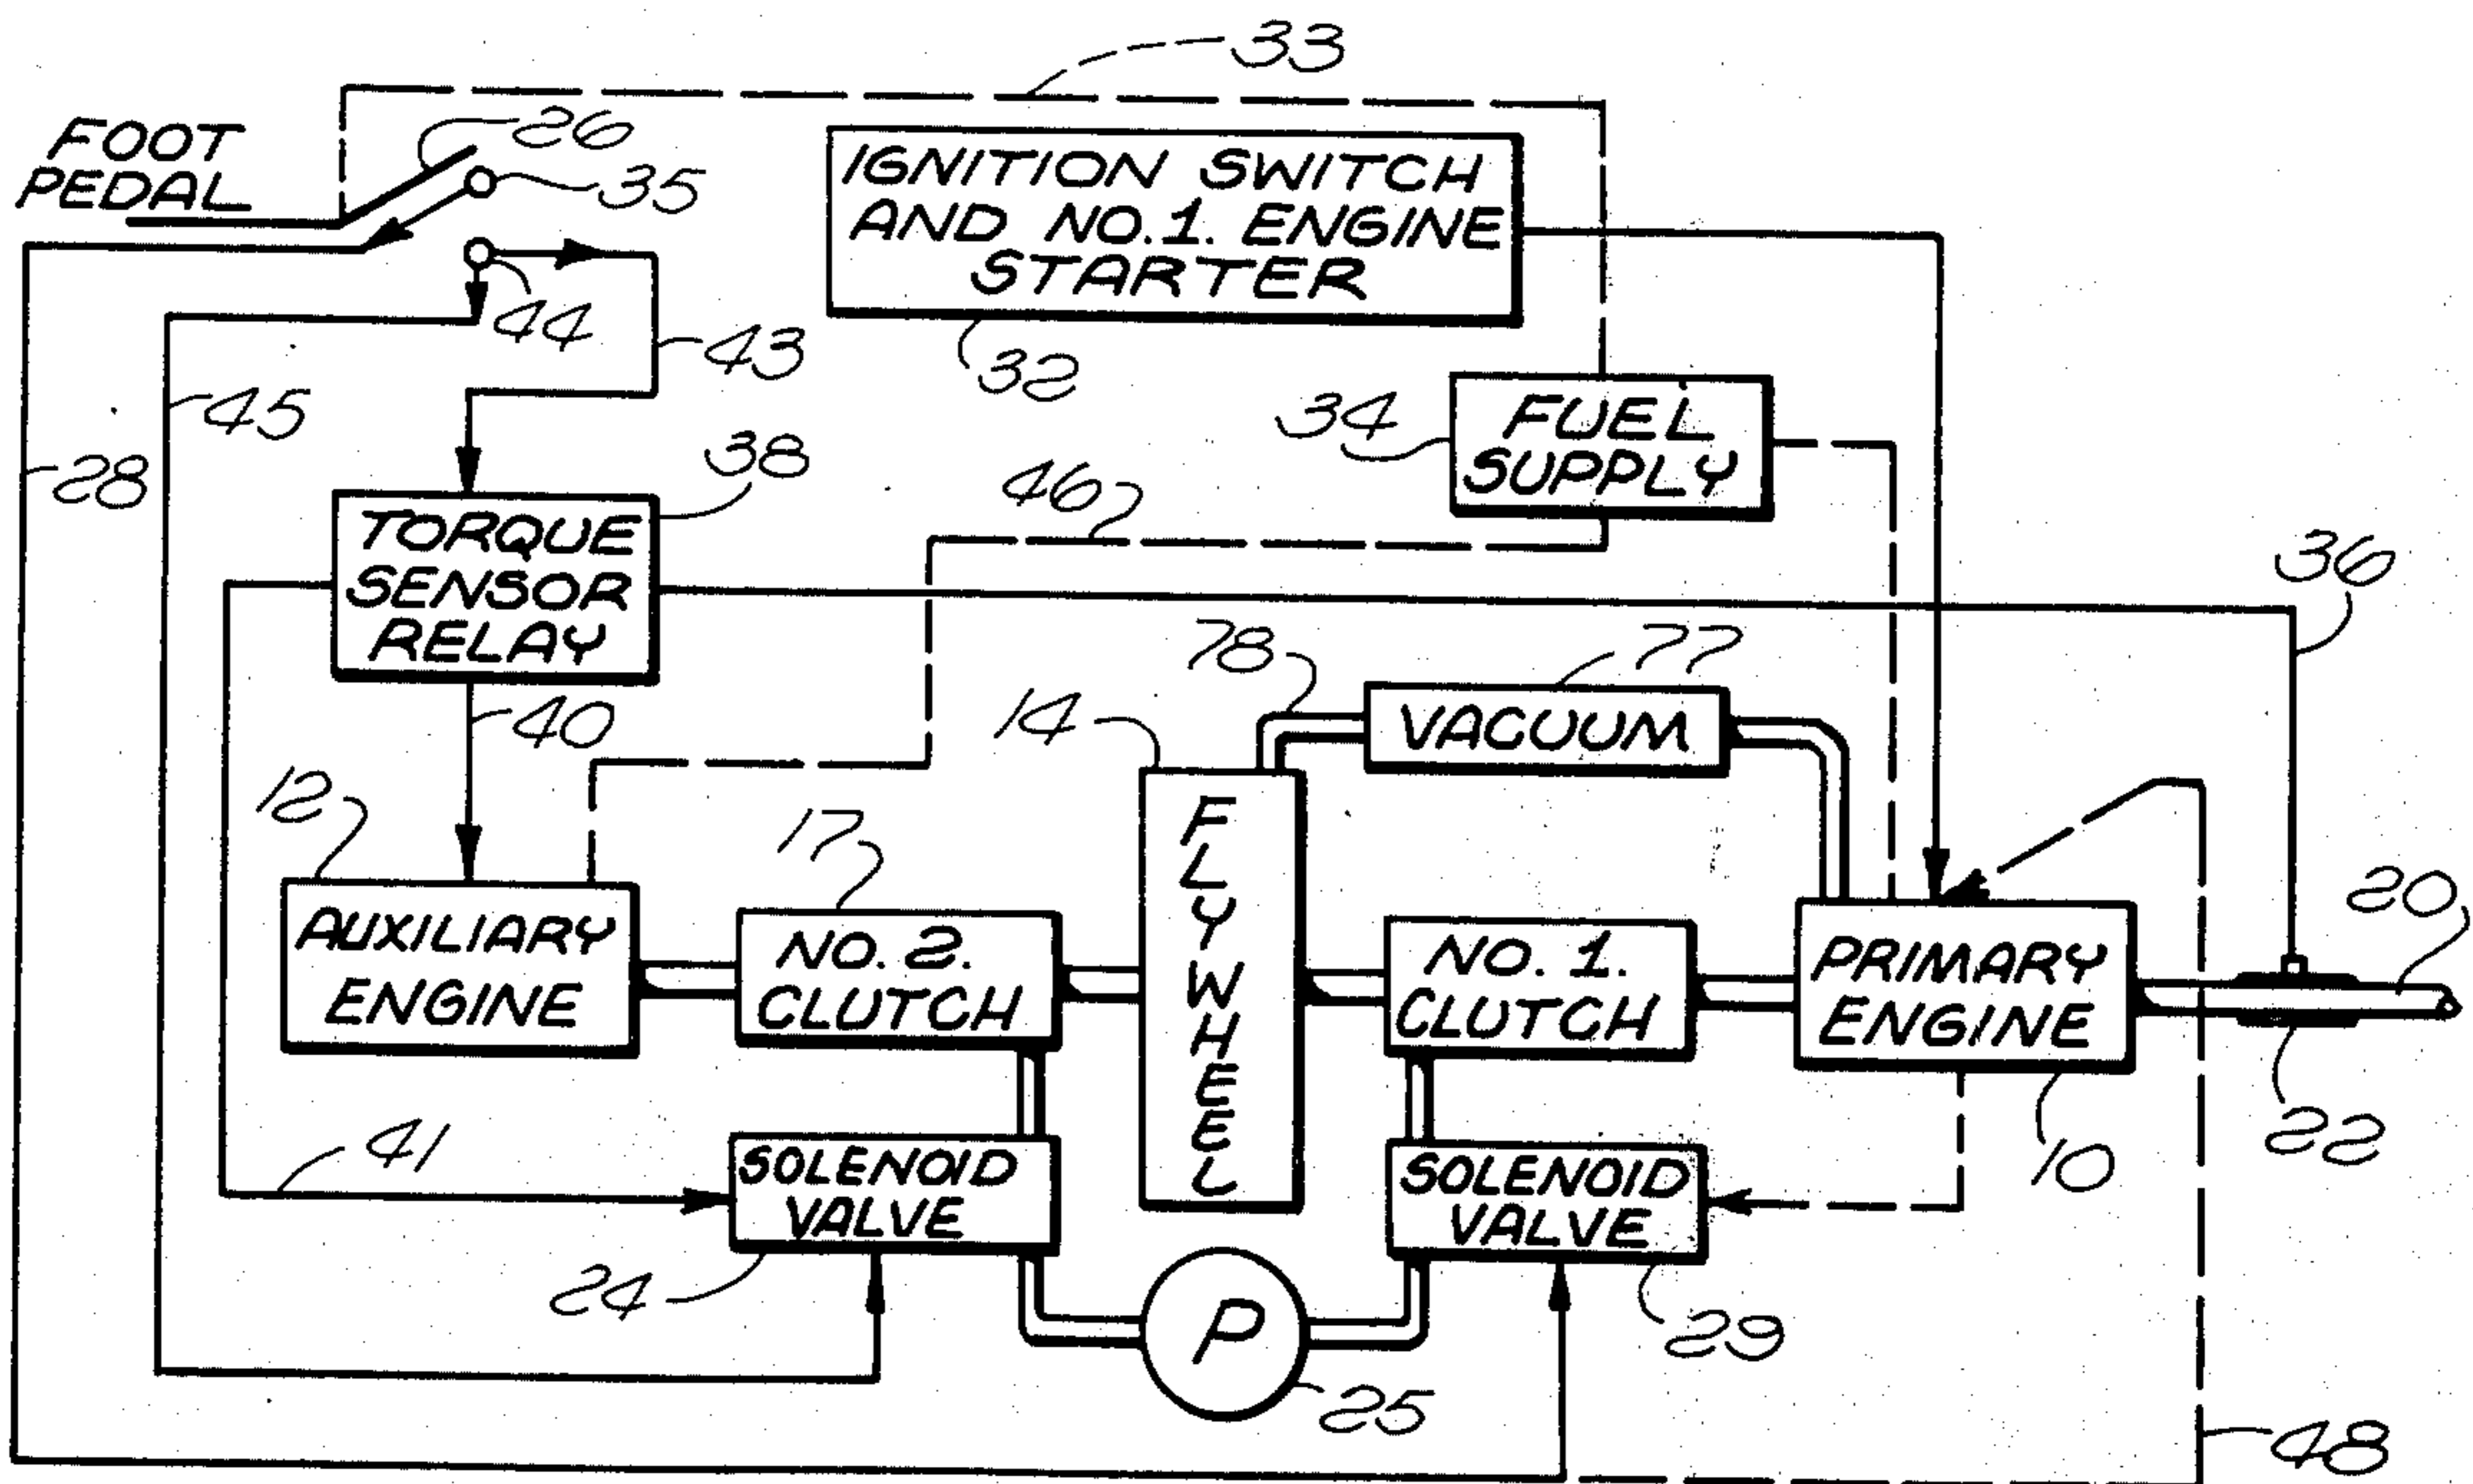 33
FOOT
PEDAL
26
35
IGNITION SWITCH
AND NO.1. ENGINE
STARTER
44
43
32
45
34
FUEL
SUPPLY
28
38
46
36
TORQUE
SENSOR
RELAY
78
77
40
14
VACUUM
12
17
20
FLYWHEEL
AUXILIARY
ENGINE
NO. 2.
CLUTCH
NO. 1.
CLUTCH
PRIMARY
ENGINE
41
SOLENOID
VALVE
SOLENOID
VALVE
10
22
24
P
29
25
48